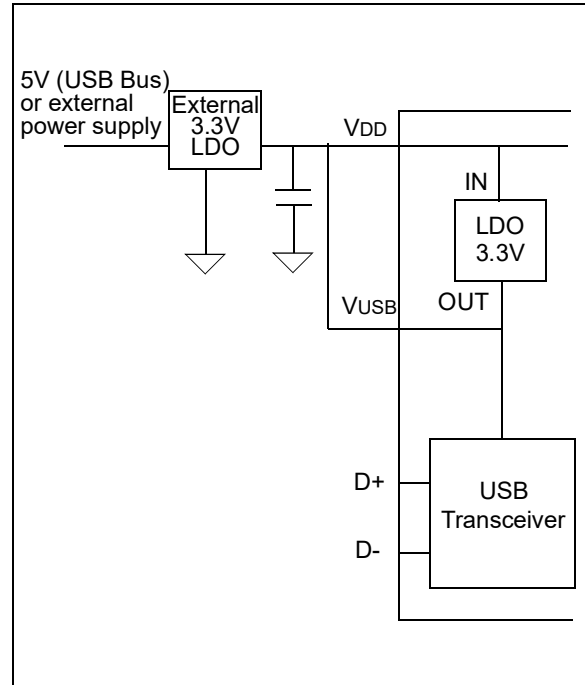 5V (USB Bus)
or external
power supply
External
3.3V
LDO
VDD
IN
LDO
3.3V
VUSB
OUT
D+
D-
USB
Transceiver